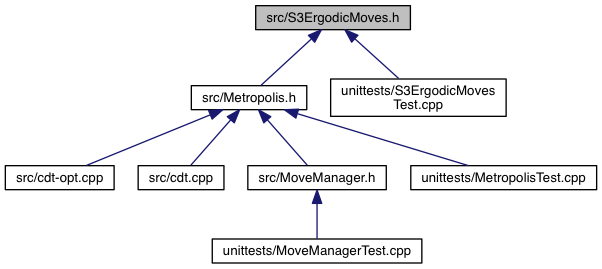 src/S3ErgodicMoves.h
src/Metropolis.h
unittests/S3ErgodicMoves
Test.cpp
src/cdt-opt.cpp
src/cdt.cpp
src/MoveManager.h
unittests/MetropolisTest.cpp
unittests/MoveManagerTest.cpp